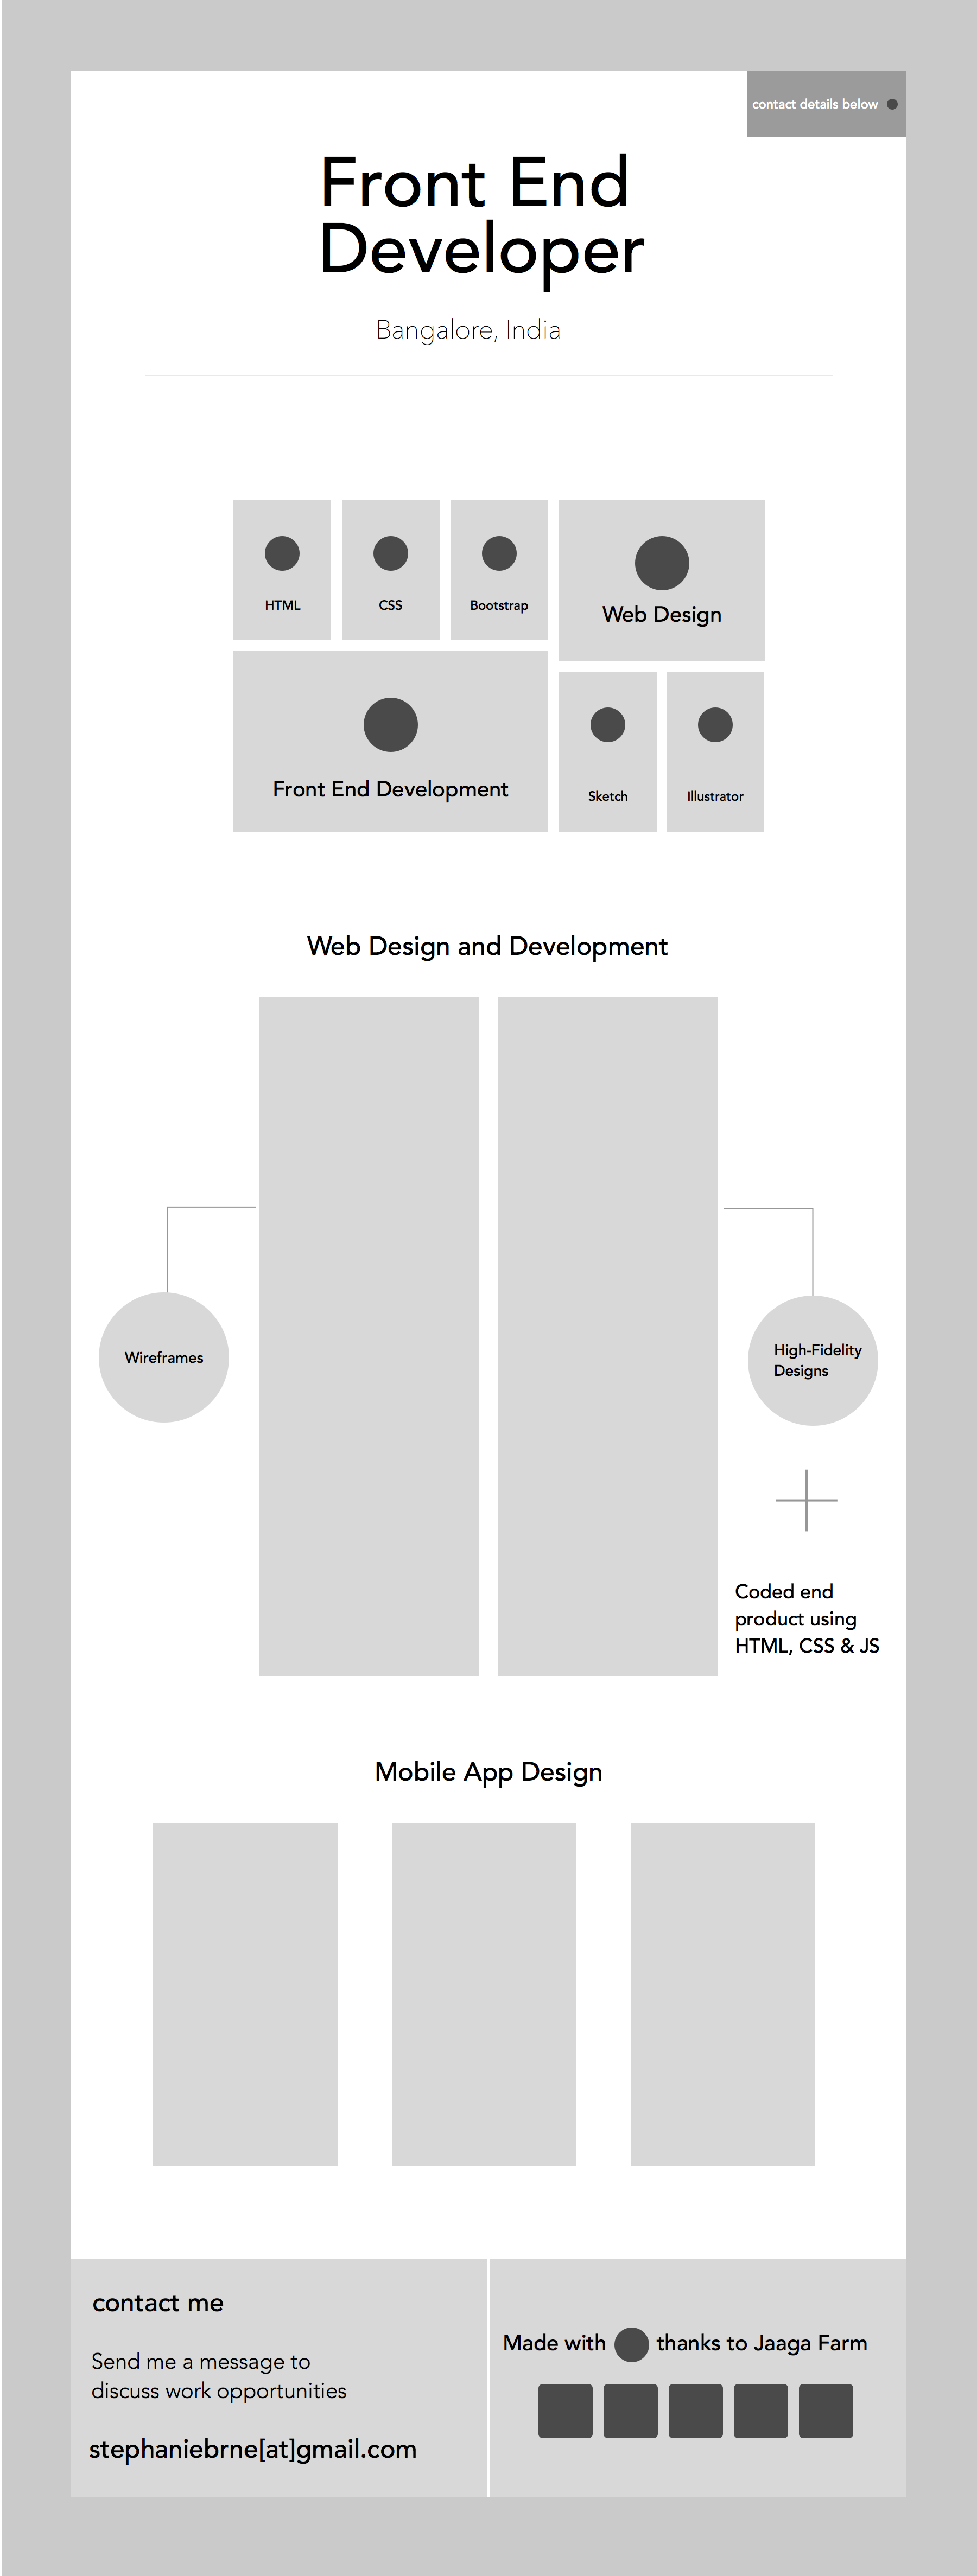 contact details below
Front End
Developer
Bangalore, India
HTML
CSS
Bootstrap
Web Design
Front End Development
Sketch
Illustrator
Web Design and Development
Wireframes
High-Fidelity
Designs
Coded end
product using
HTML, CSS & JS
Mobile App Design
contact me
Send me a message to
discuss work opportunities
stephaniebrne[at]gmail.com
Made with thanks to Jaaga Farm